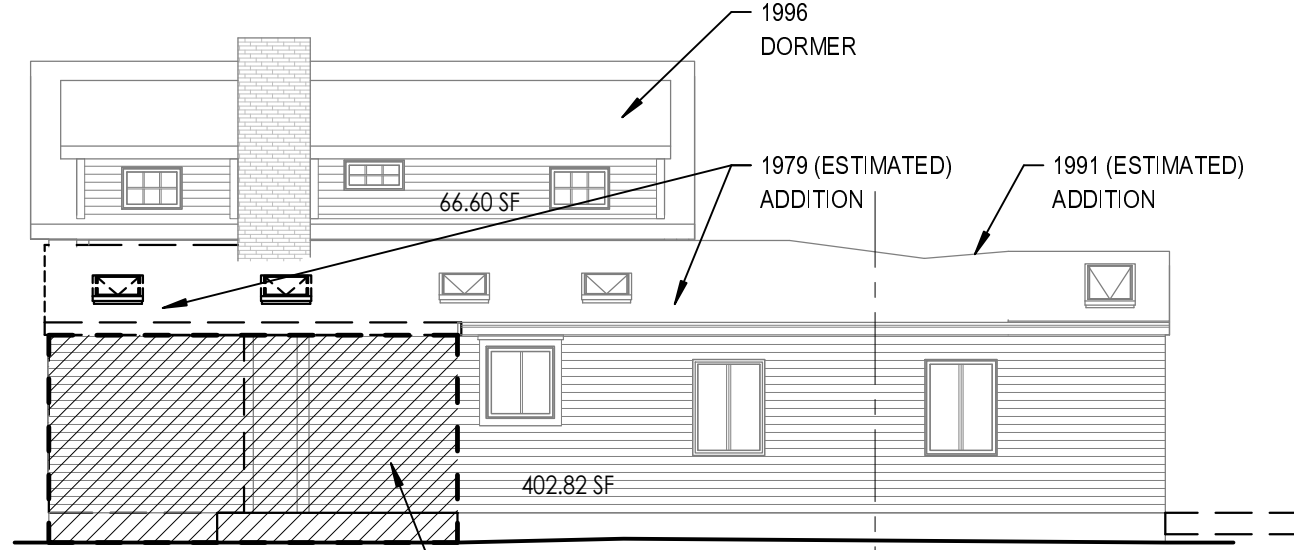 1996
DORMER
1979 (ESTIMATED)
ADDITION
1991 (ESTIMATED)
ADDITION
66.60 SF
402.82 SF